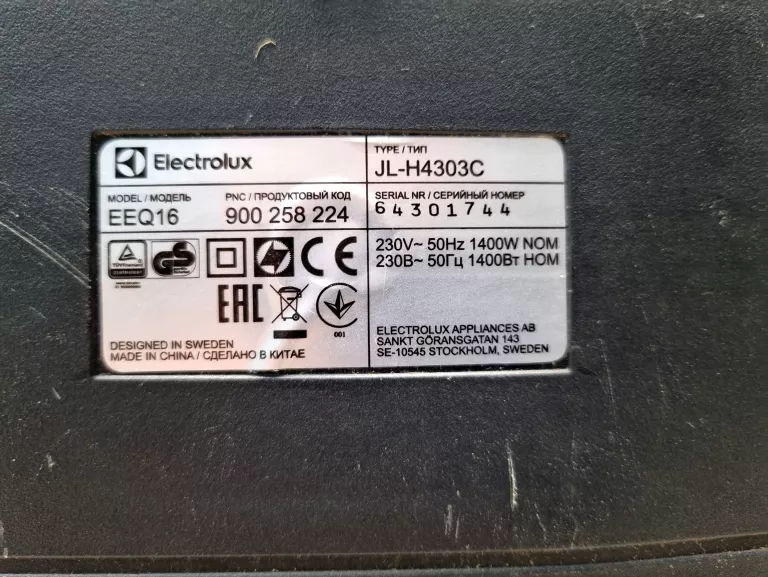 Electrolux
TYPE / ТИП
JL-H4303C
MODEL / МОДЕЛЬ
EEQ16
PNC / ПРОДУКТОВЫЙ КОД
900 258 224
SERIAL NR / СЕРИЙНЫЙ НОМЕР
64301744
230V~ 50Hz 1400W NOM
230В~ 50Гц 1400Вт НОМ
GS
CE
EAC
001
DESIGNED IN SWEDEN
MADE IN CHINA / СДЕЛАНО В КИТАЕ
ELECTROLUX APPLIANCES AB
SANKT GÖRANSGATAN 143
SE-10545 STOCKHOLM, SWEDEN